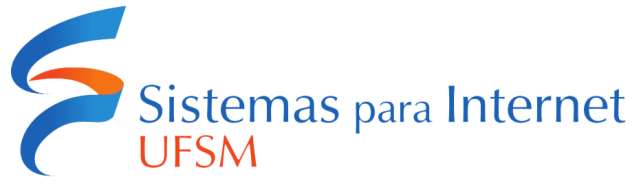 Sistemas para Internet
UFSM